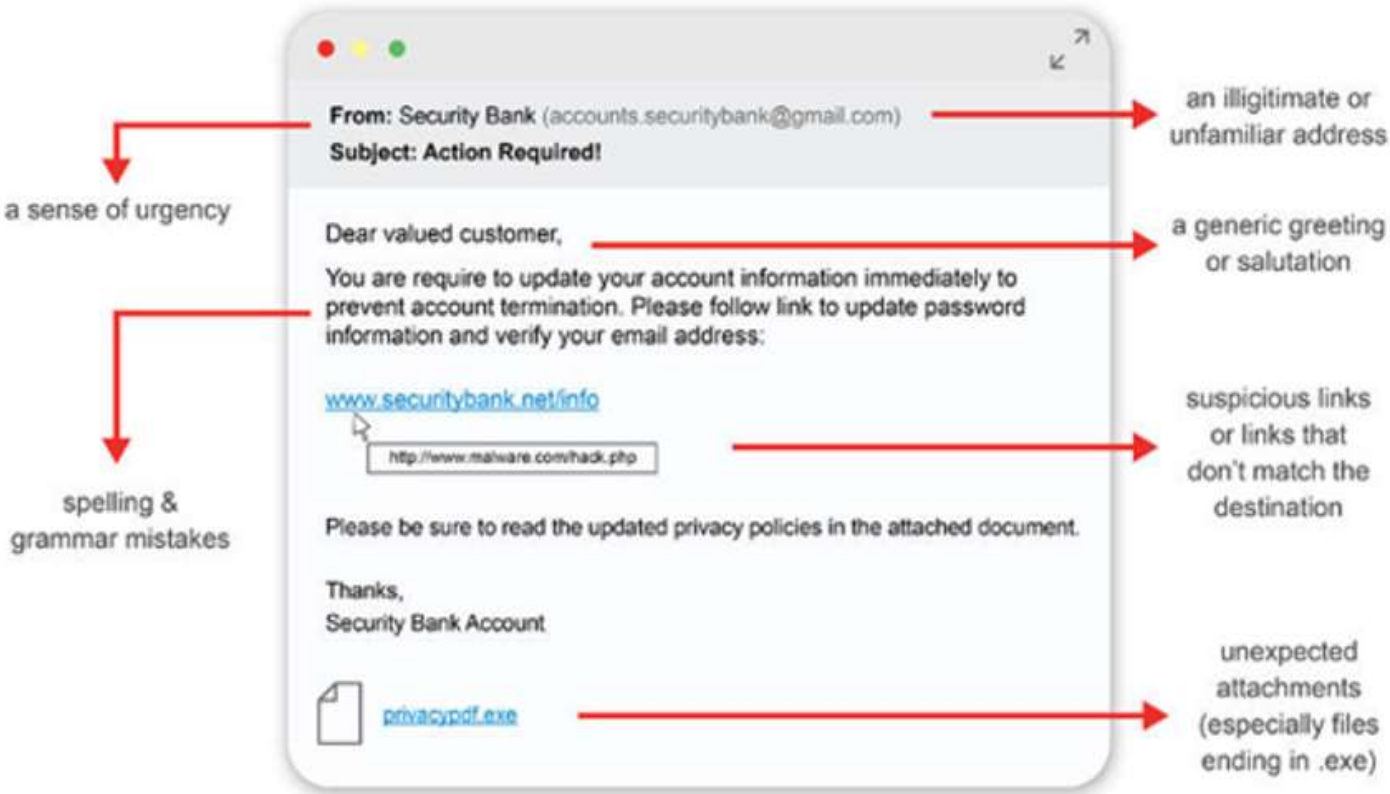 From: Security Bank (accounts.securitybank@gmail.com)
Subject: Action Required!
an illigitimate or
unfamiliar address
a sense of urgency
Dear valued customer,
a generic greeting
or salutation
You are require to update your account information immediately to
prevent account termination. Please follow link to update password
information and verify your email address:
www.securitybank.net/info
http://www.malware.com/hack.php
suspicious links
or links that
don't match the
destination
spelling &
grammar mistakes
Please be sure to read the updated privacy policies in the attached document.
Thanks,
Security Bank Account
privacypdf.exe
unexpected
attachments
(especially files
ending in .exe)